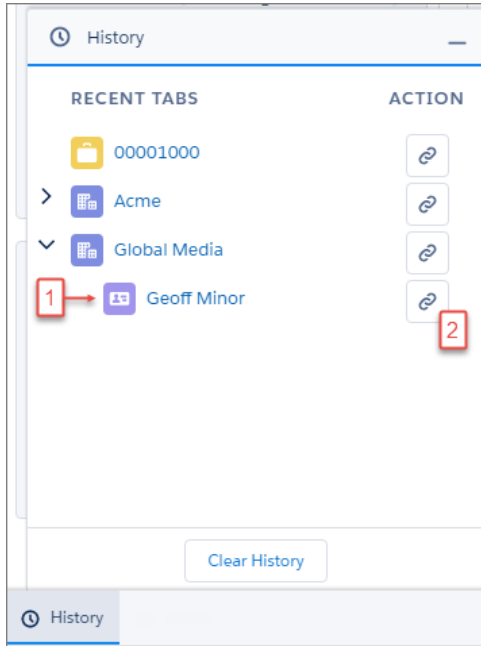 History
RECENT TABS ACTION
00001000
Acme
Global Media
1 Geoff Minor
2
Clear History
History